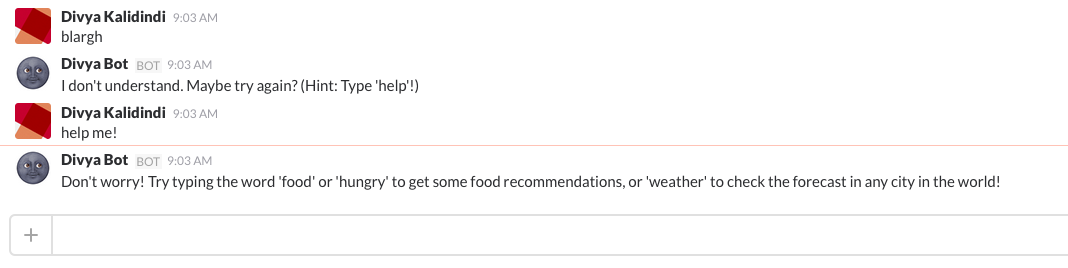 Divya Kalidindi 9:03 AM
blargh
Divya Bot BOT 9:03 AM
I don't understand. Maybe try again? (Hint: Type 'help'!)
Divya Kalidindi 9:03 AM
help me!
Divya Bot BOT 9:03 AM
Don't worry! Try typing the word 'food' or 'hungry' to get some food recommendations, or 'weather' to check the forecast in any city in the world!